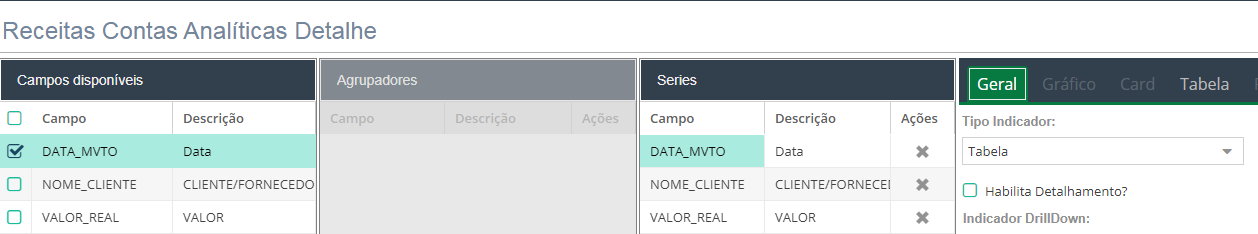 Receitas Contas Analíticas Detalhe
Campos disponíveis Agrupadores Series Geral Gráfico Card Tabela
Campo Descrição Campo Descrição Ações Campo Descrição Ações
Tipo Indicador:
DATA_MVTO Data DATA_MVTO Data Tabela
NOME_CLIENTE CLIENTE/FORNECEDO NOME_CLIENTE CLIENTE/FORNECED Habilita Detalhamento?
VALOR_REAL VALOR VALOR_REAL VALOR Indicador DrillDown: